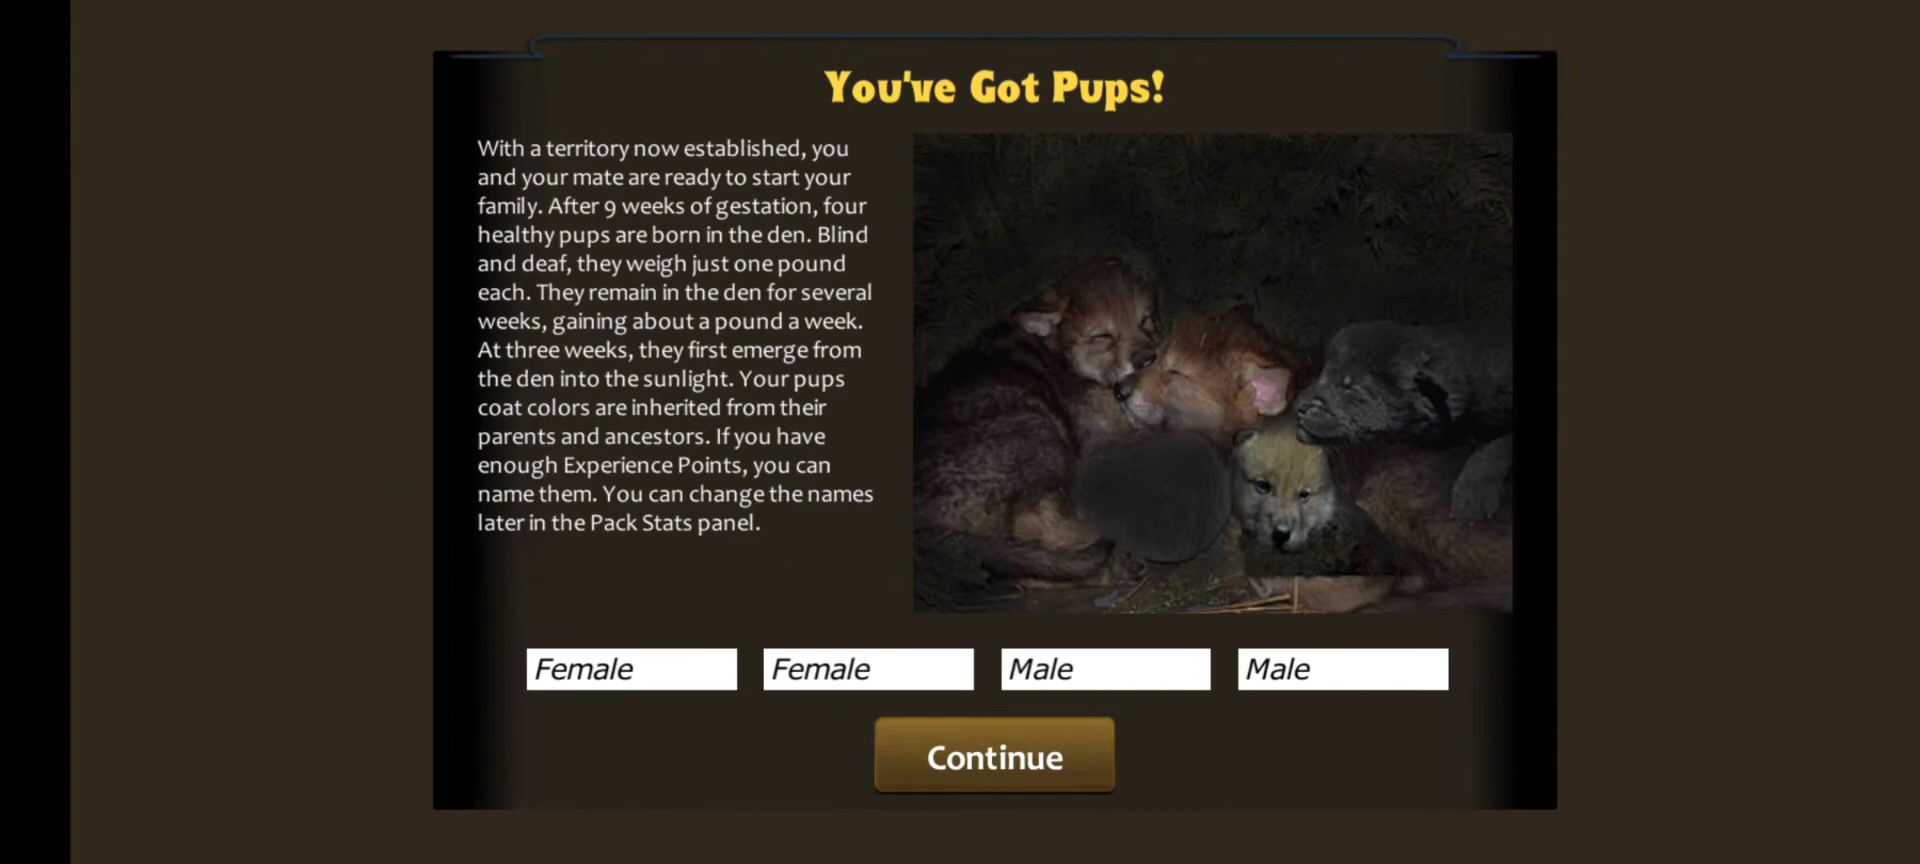 You've Got Pups!
With a territory now established, you
and your mate are ready to start your
family. After 9 weeks of gestation, four
healthy pups are born in the den. Blind
and deaf, they weigh just one pound
each. They remain in the den for several
weeks, gaining about a pound a week.
At three weeks, they first emerge from
the den into the sunlight. Your pups
coat colors are inherited from their
parents and ancestors. If you have
enough Experience Points, you can
name them. You can change the names
later in the Pack Stats panel.
Female Female Male Male
Continue